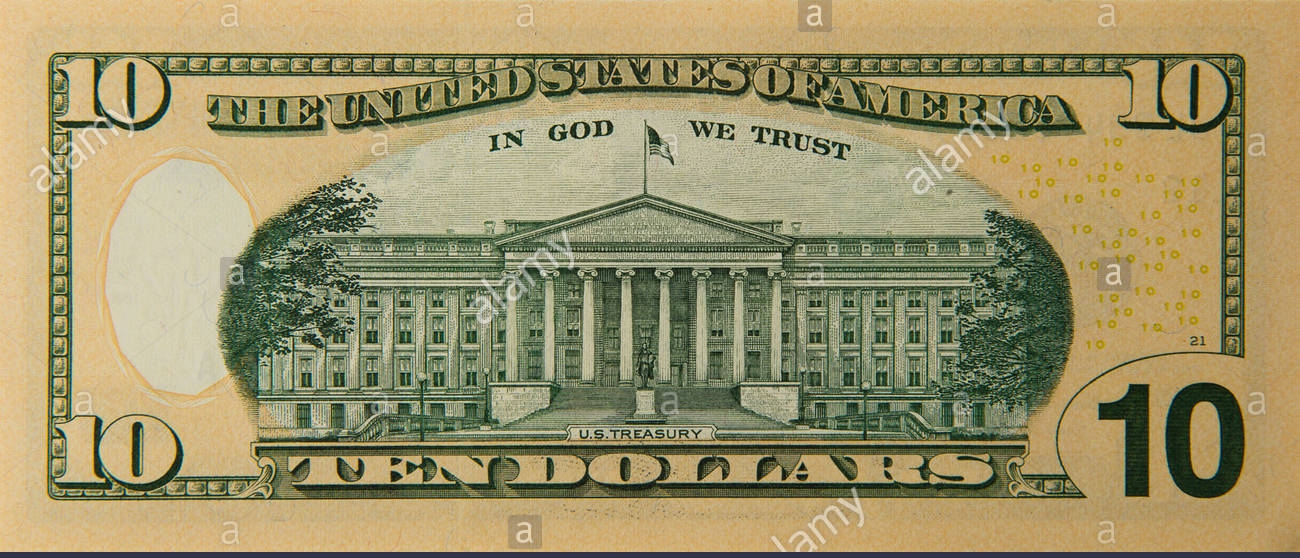 10 THE UNITED STATES OF AMERICA 10
IN GOD WE TRUST
10 10 10 10 10 10 10 10 10 10 10 10 10 10 10 10 10 10 10 10 10 10 10 10 10 10 10 10 10 10
21
U.S. TREASURY
10 TEN DOLLARS 10
a a a
alamy alamy
a a
alamy
a a
alamy
a a a